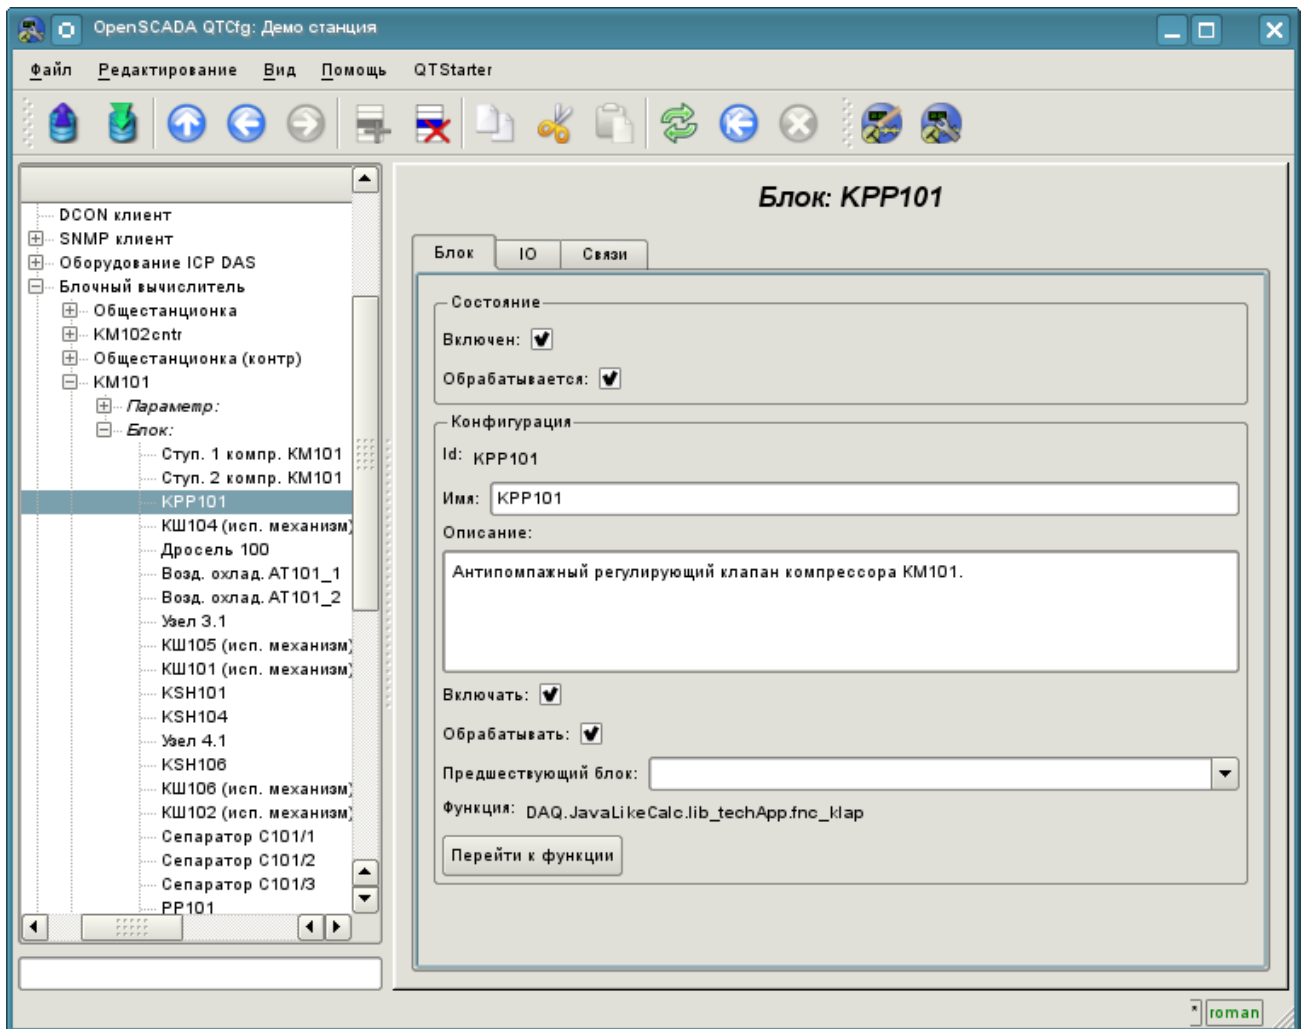 OpenSCADA QTCfg: Демо станция
Файл Редактирование Вид Помощь QTStarter
DCON клиент
SNMP клиент
Оборудование ICP DAS
Блочный вычислитель
Общестанционка
KM102cntr
Общестанционка (контр)
KM101
Параметр:
Блок:
Ступ. 1 компр. КМ101
Ступ. 2 компр. КМ101
KPP101
КШ104 (исп. механизм)
Дросель 100
Возд. охлад. АТ101_1
Возд. охлад. АТ101_2
Узел 3.1
КШ105 (исп. механизм)
КШ101 (исп. механизм)
KSH101
KSH104
Узел 4.1
KSH106
КШ106 (исп. механизм)
КШ102 (исп. механизм)
Сепаратор С101/1
Сепаратор С101/2
Сепаратор С101/3
PP101
Блок: KPP101
Блок IO Связи
Состояние
Включен:
Обрабатывается:
Конфигурация
Id: KPP101
Имя: KPP101
Описание:
Антипомпажный регулирующий клапан компрессора КМ101.
Включать:
Обрабатывать:
Предшествующий блок:
Функция: DAQ.JavaLikeCalc.lib_techApp.fnc_klap
Перейти к функции
* roman